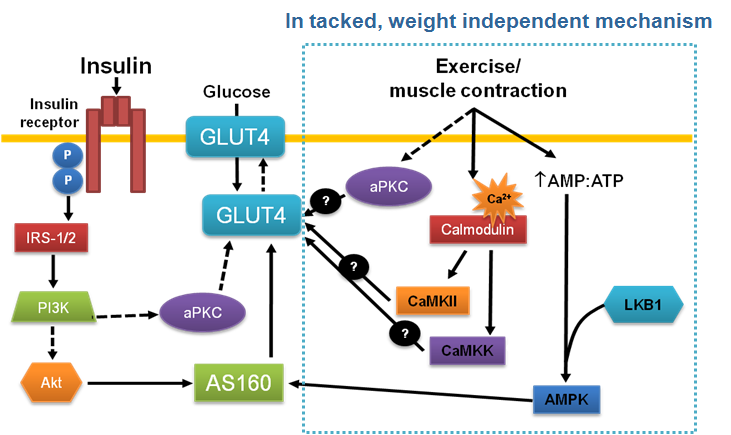 In tacked, weight independent mechanism
Insulin
Exercise/
muscle contraction
Glucose
Insulin
receptor
GLUT4
P
P
aPKC
↑AMP:ATP
?
Ca²⁺
GLUT4
Calmodulin
IRS-1/2
?
CaMKII
LKB1
PI3K
aPKC
?
CaMKK
Akt
AS160
AMPK